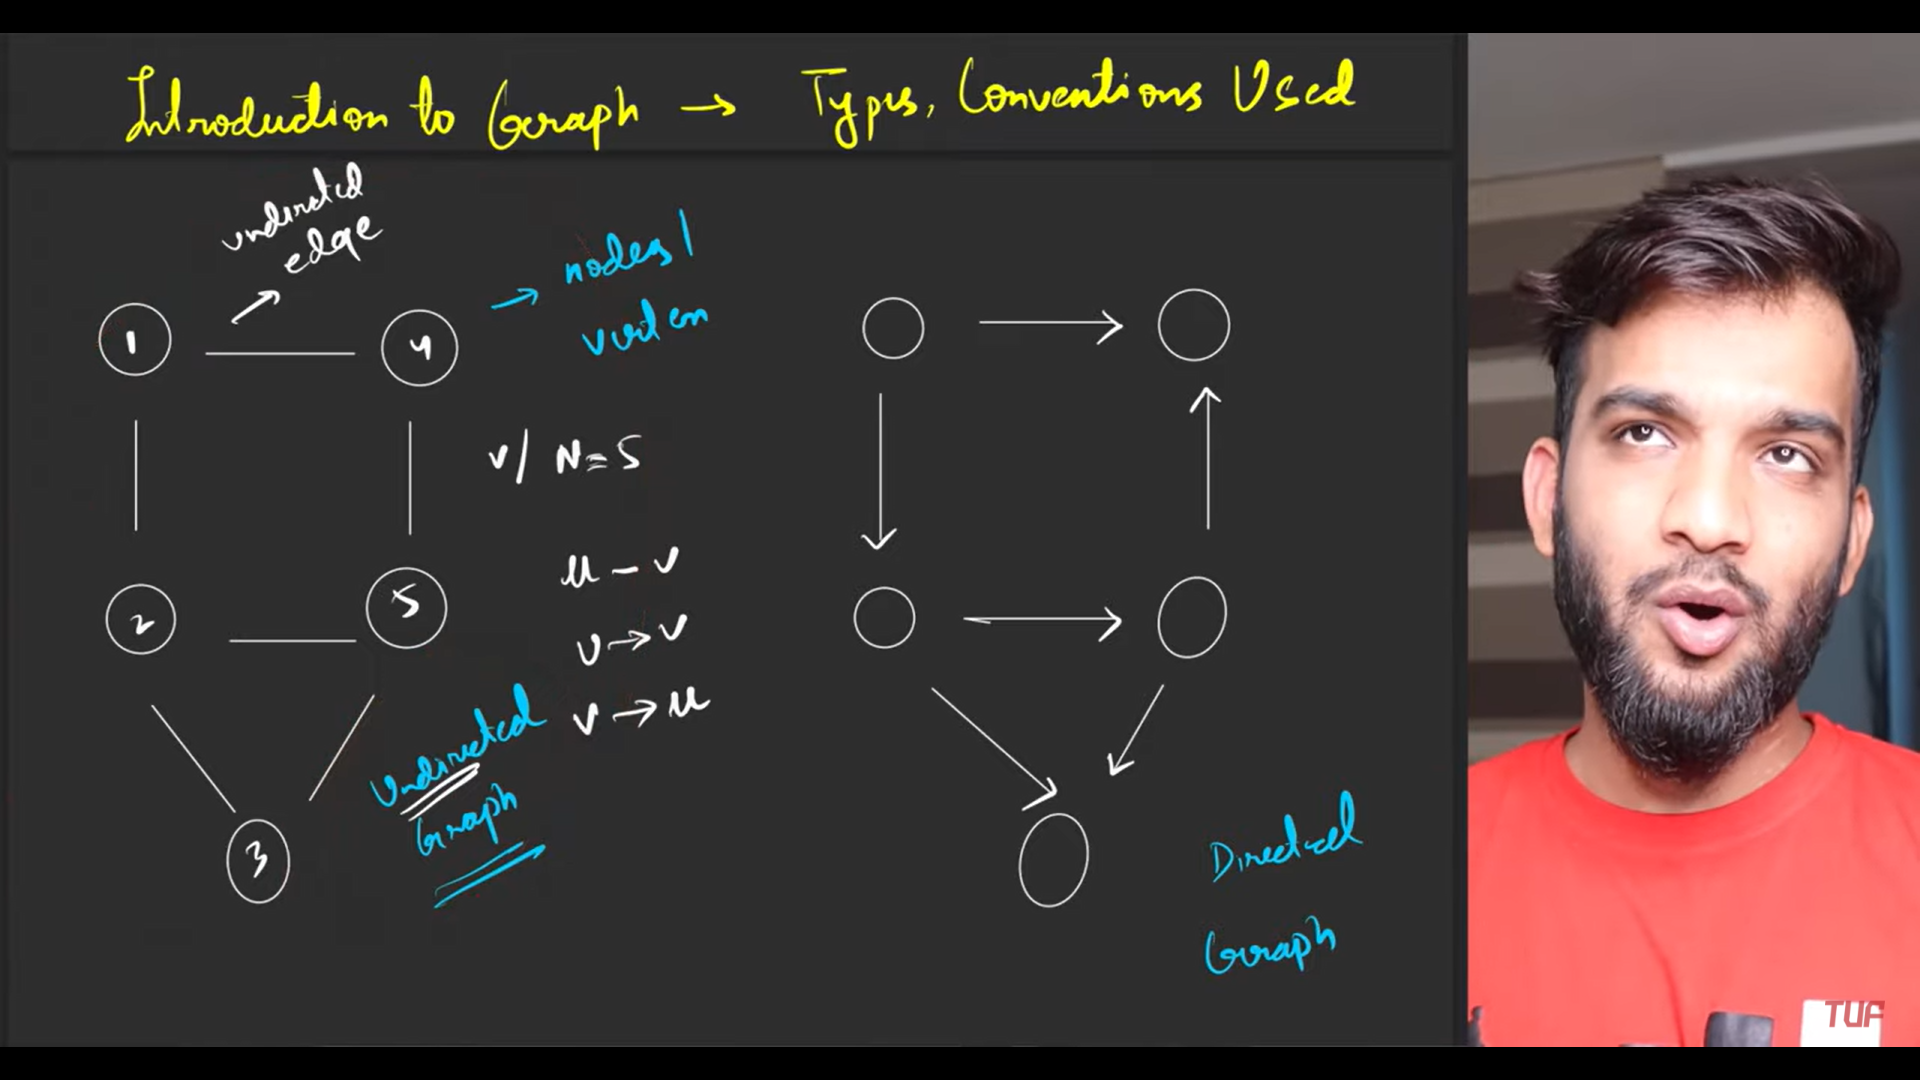 Introduction to Graph → Types, Conventions Used
undirected
edge
1
4
→ nodes /
vertex
V/ N = 5
2
5
u - v
u → v
v → u
3
Undirected
Graph
Directed
Graph
TUF